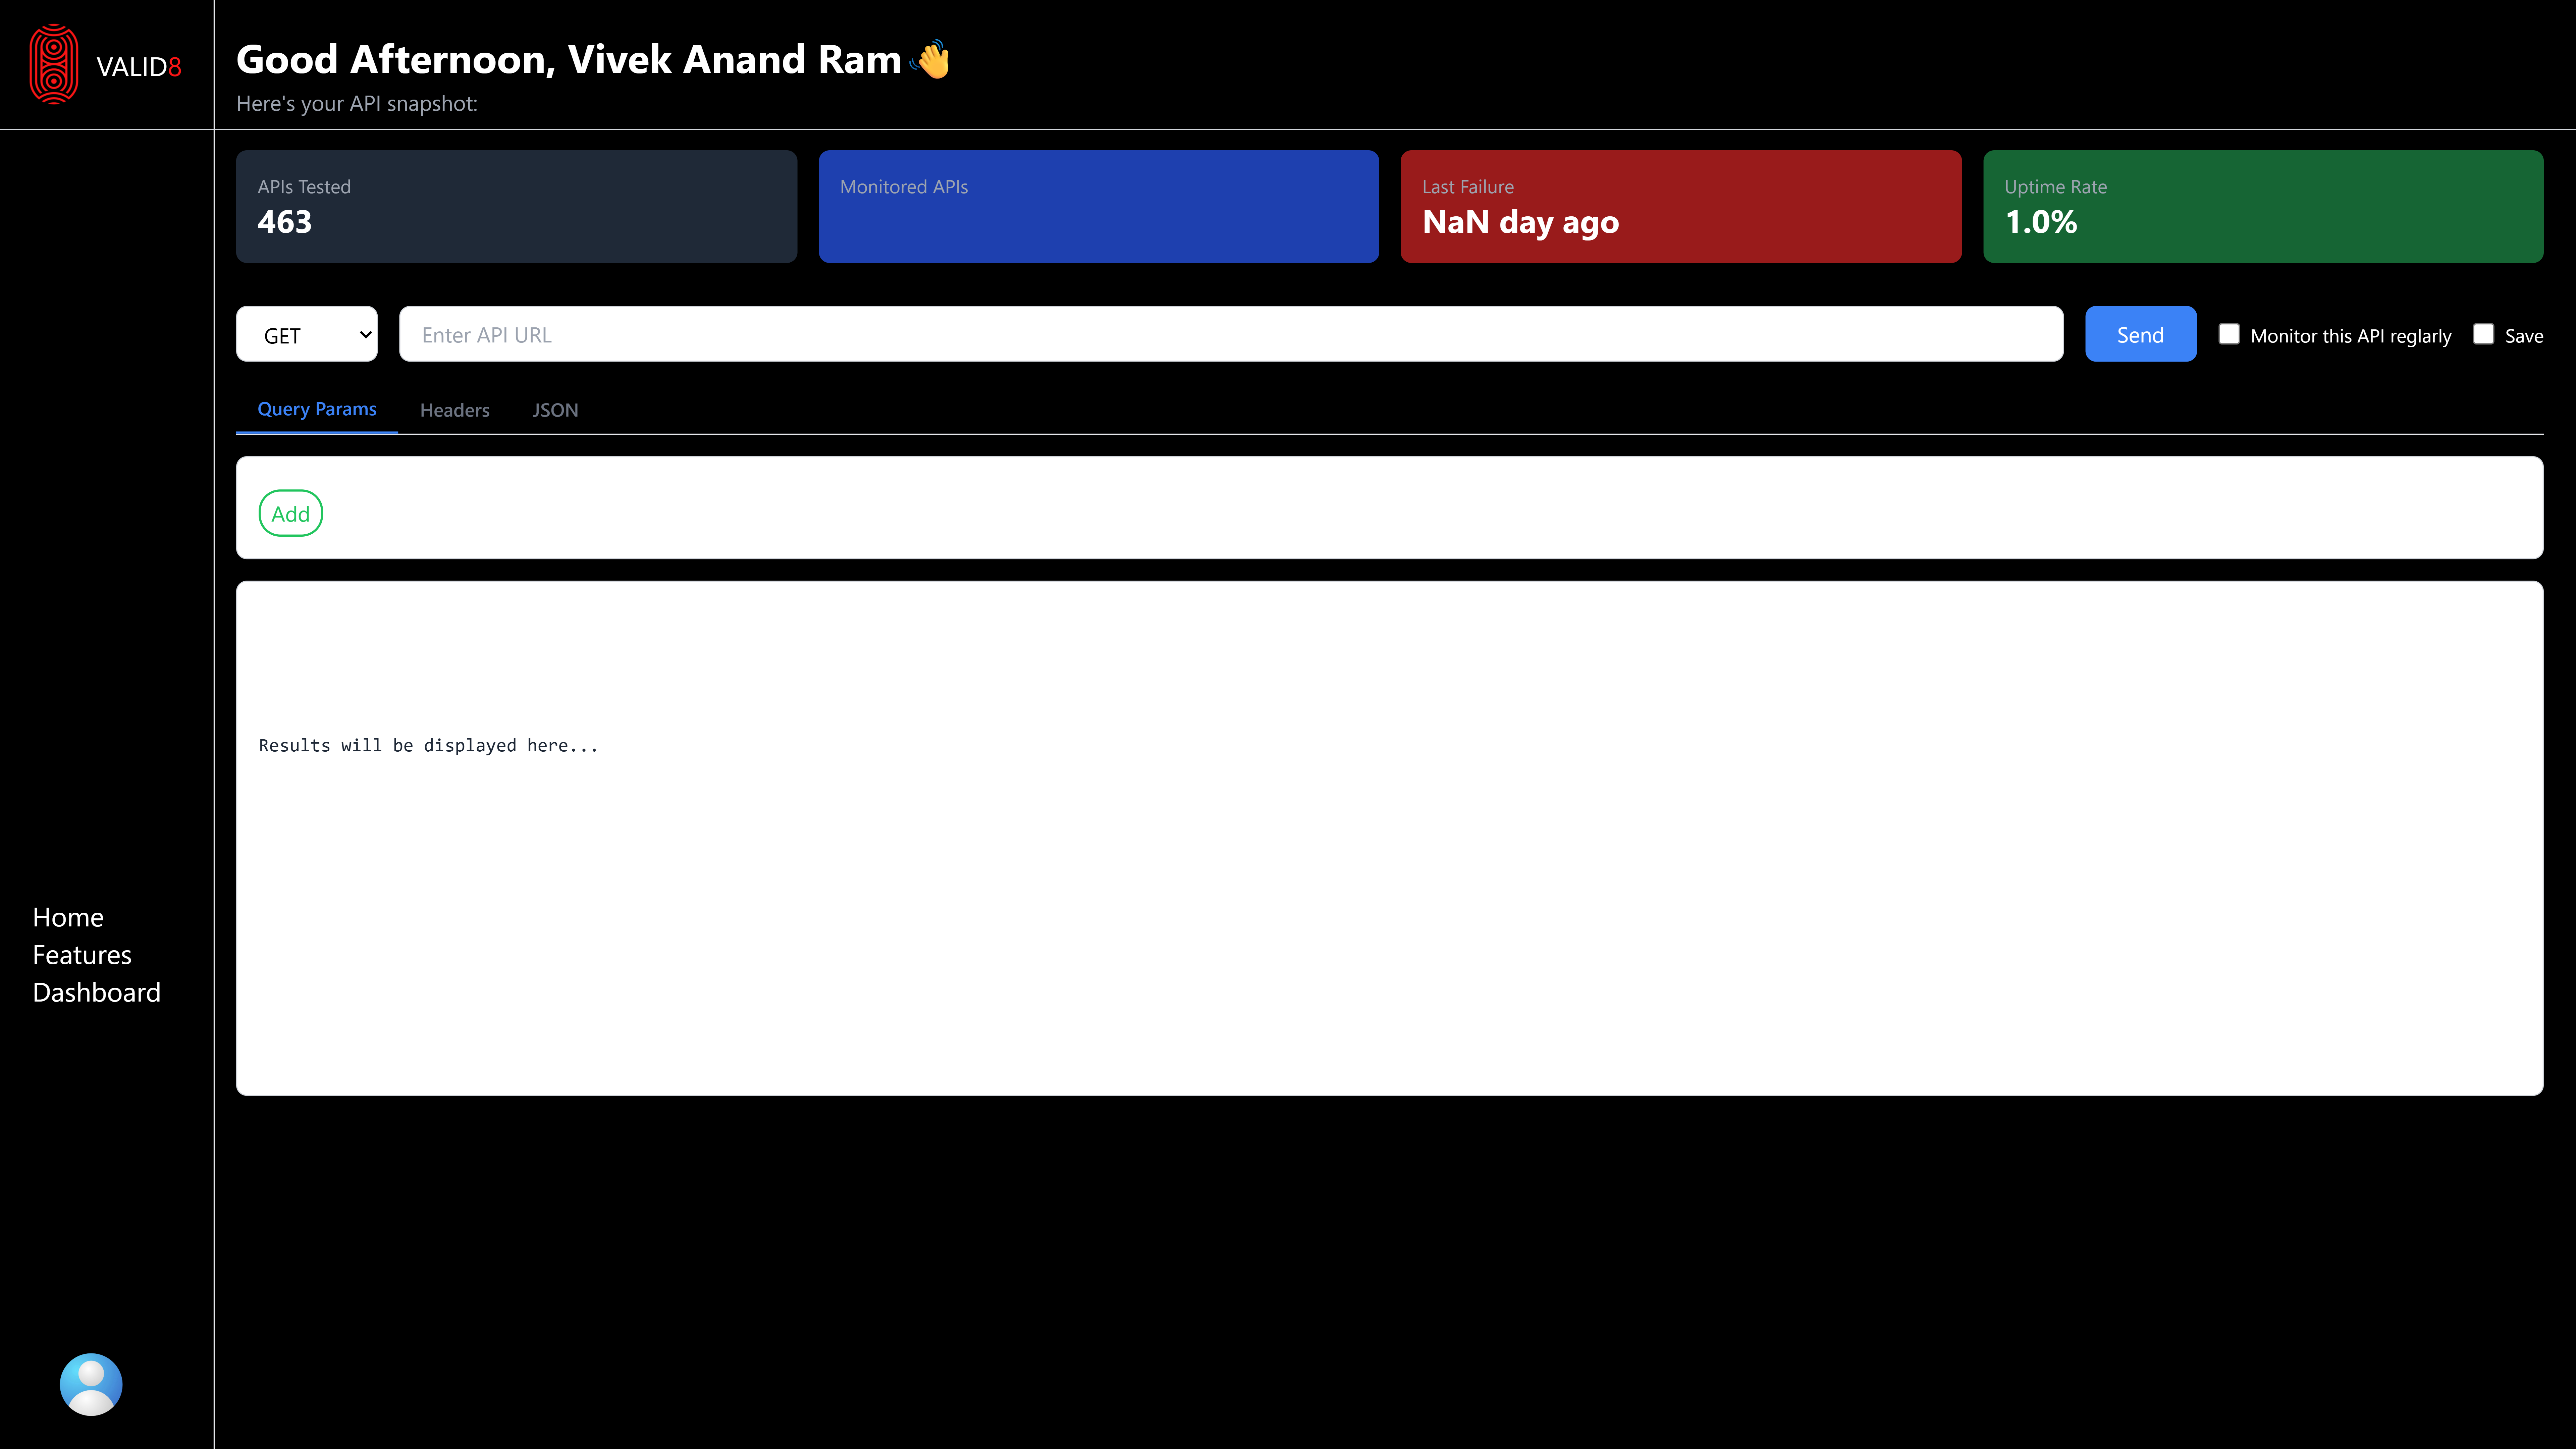 VALID8
Good Afternoon, Vivek Anand Ram 👋
Here's your API snapshot:
APIs Tested
463
Monitored APIs
Last Failure
NaN day ago
Uptime Rate
1.0%
GET
Enter API URL
Send
Monitor this API reglarly
Save
Query Params
Headers
JSON
Add
Results will be displayed here...
Home
Features
Dashboard